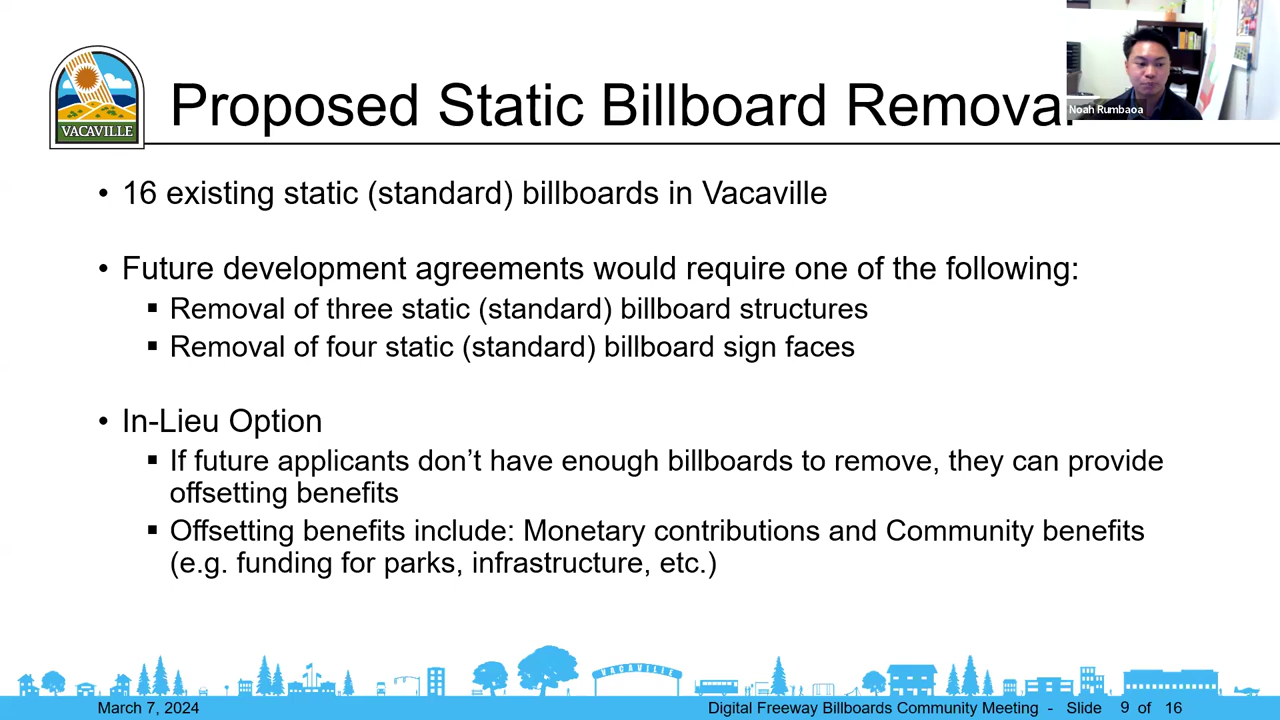 VACAVILLE
Proposed Static Billboard Removal
Noah Rumbaoa
• 16 existing static (standard) billboards in Vacaville
• Future development agreements would require one of the following:
▪ Removal of three static (standard) billboard structures
▪ Removal of four static (standard) billboard sign faces
• In-Lieu Option
▪ If future applicants don’t have enough billboards to remove, they can provide
offsetting benefits
▪ Offsetting benefits include: Monetary contributions and Community benefits
(e.g. funding for parks, infrastructure, etc.)
VACAVILLE
March 7, 2024
Digital Freeway Billboards Community Meeting - Slide 9 of 16